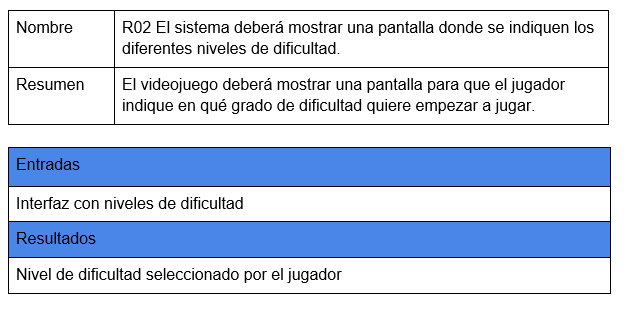 Nombre
R02 El sistema deberá mostrar una pantalla donde se indiquen los
diferentes niveles de dificultad.
Resumen
El videojuego deberá mostrar una pantalla para que el jugador
indique en qué grado de dificultad quiere empezar a jugar.
Entradas
Interfaz con niveles de dificultad
Resultados
Nivel de dificultad seleccionado por el jugador